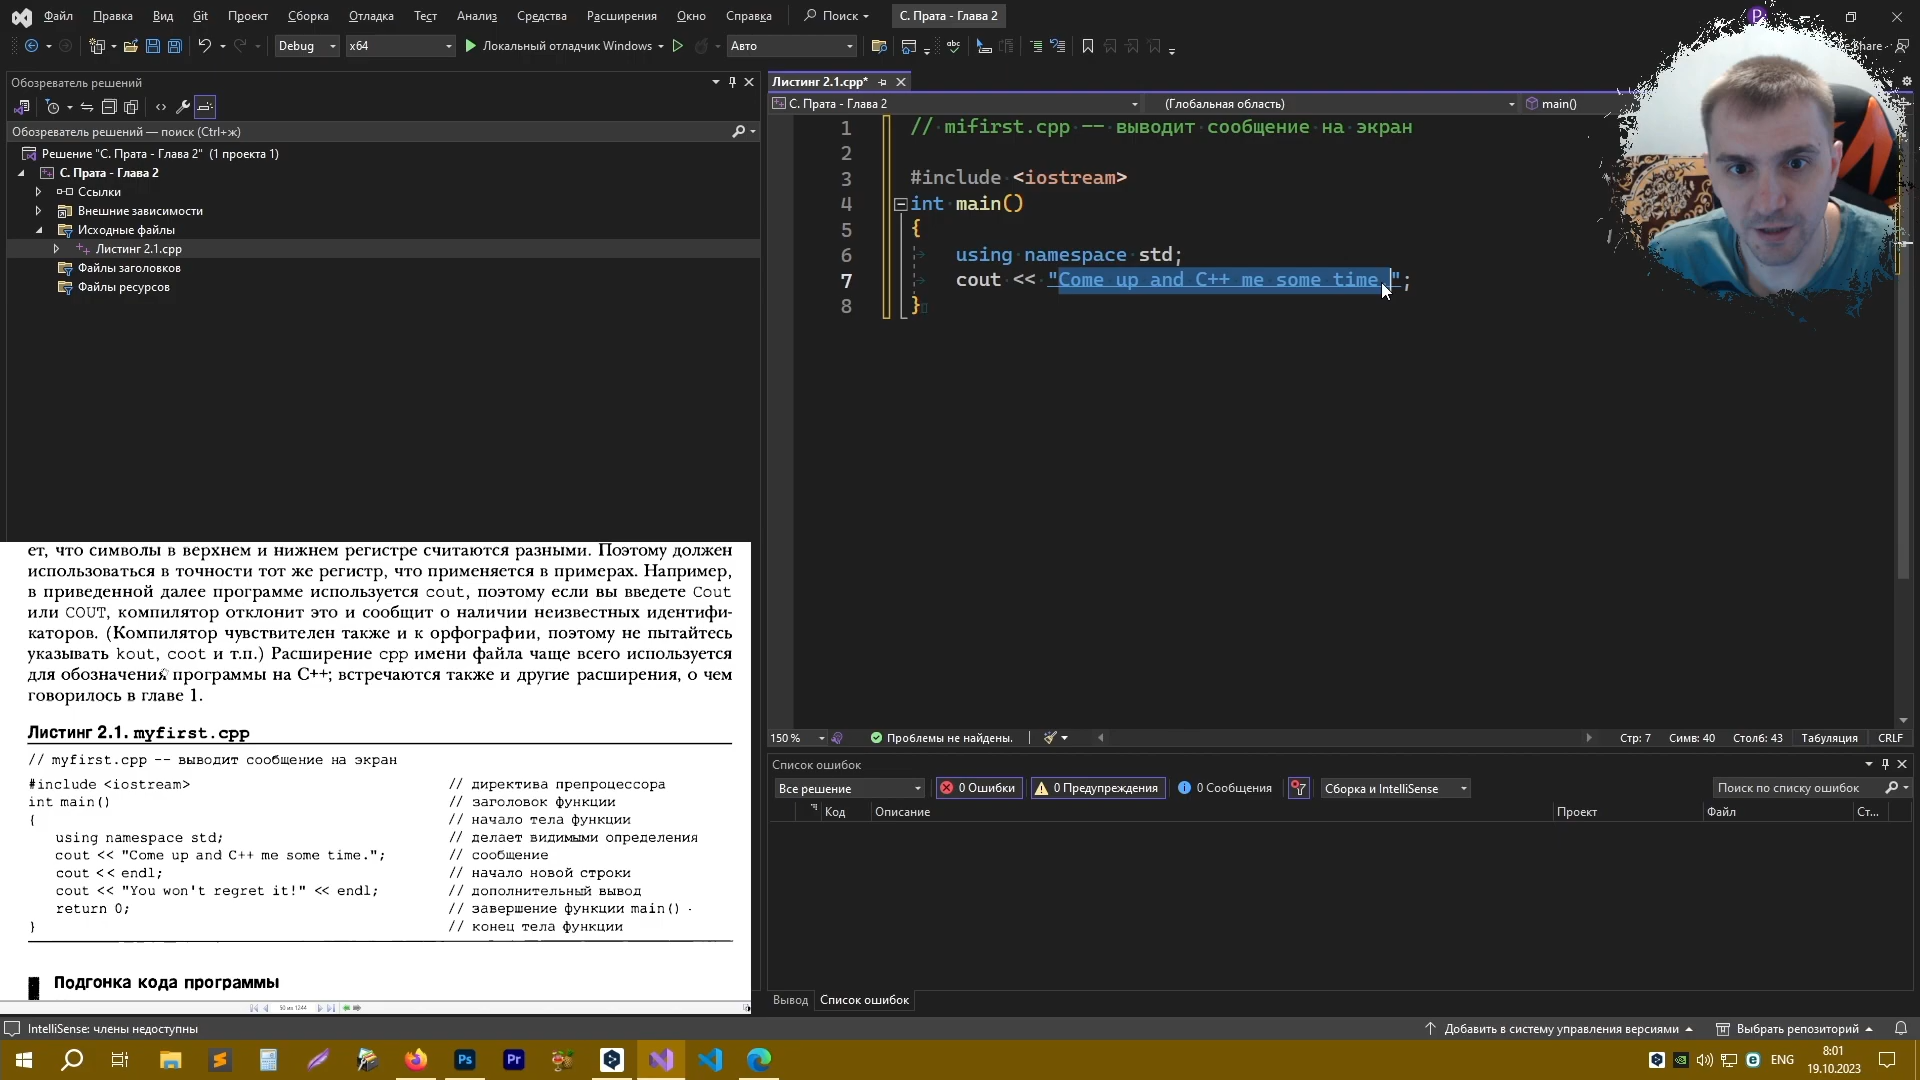 Файл Правка Вид Git Проект Сборка Отладка Тест Анализ Средства Расширения Окно Справка Поиск С. Прата - Глава 2
Debug x64 Локальный отладчик Windows Авто Share
Обозреватель решений
Обозреватель решений — поиск (Ctrl+ж)
Решение "С. Прата - Глава 2" (1 проекта 1)
С. Прата - Глава 2
Ссылки
Внешние зависимости
Исходные файлы
Листинг 2.1.cpp
Файлы заголовков
Файлы ресурсов
Листинг 2.1.cpp*
С. Прата - Глава 2 (Глобальная область) main()
1 // mifirst.cpp -- выводит сообщение на экран
2
3 #include <iostream>
4 int main()
5 {
6 using namespace std;
7 cout << "Come up and C++ me some time.";
8 }
150 % Проблемы не найдены. Стр: 7 Симв: 40 Столб: 43 Табуляция CRLF
ет, что символы в верхнем и нижнем регистре считаются разными. Поэтому должен
использоваться в точности тот же регистр, что применяется в примерах. Например,
в приведенной далее программе используется cout, поэтому если вы введете Cout
или COUT, компилятор отклонит это и сообщит о наличии неизвестных идентифи-
каторов. (Компилятор чувствителен также и к орфографии, поэтому не пытайтесь
указывать kout, coot и т.п.) Расширение cpp имени файла чаще всего используется
для обозначения программы на C++; встречаются также и другие расширения, о чем
говорилось в главе 1.
Листинг 2.1. myfirst.cpp
// myfirst.cpp -- выводит сообщение на экран
#include <iostream> // директива препроцессора
int main() // заголовок функции
{ // начало тела функции
using namespace std; // делает видимыми определения
cout << "Come up and C++ me some time."; // сообщение
cout << endl; // начало новой строки
cout << "You won't regret it!" << endl; // дополнительный вывод
return 0; // завершение функции main()
} // конец тела функции
Подгонка кода программы
50 из 1244
Список ошибок
Все решение 0 Ошибки 0 Предупреждения 0 Сообщения Сборка и IntelliSense Поиск по списку ошибок
Код Описание Проект Файл Ст...
Вывод Список ошибок
IntelliSense: члены недоступны Добавить в систему управления версиями Выбрать репозиторий
Ps Pr ENG 8:01
19.10.2023